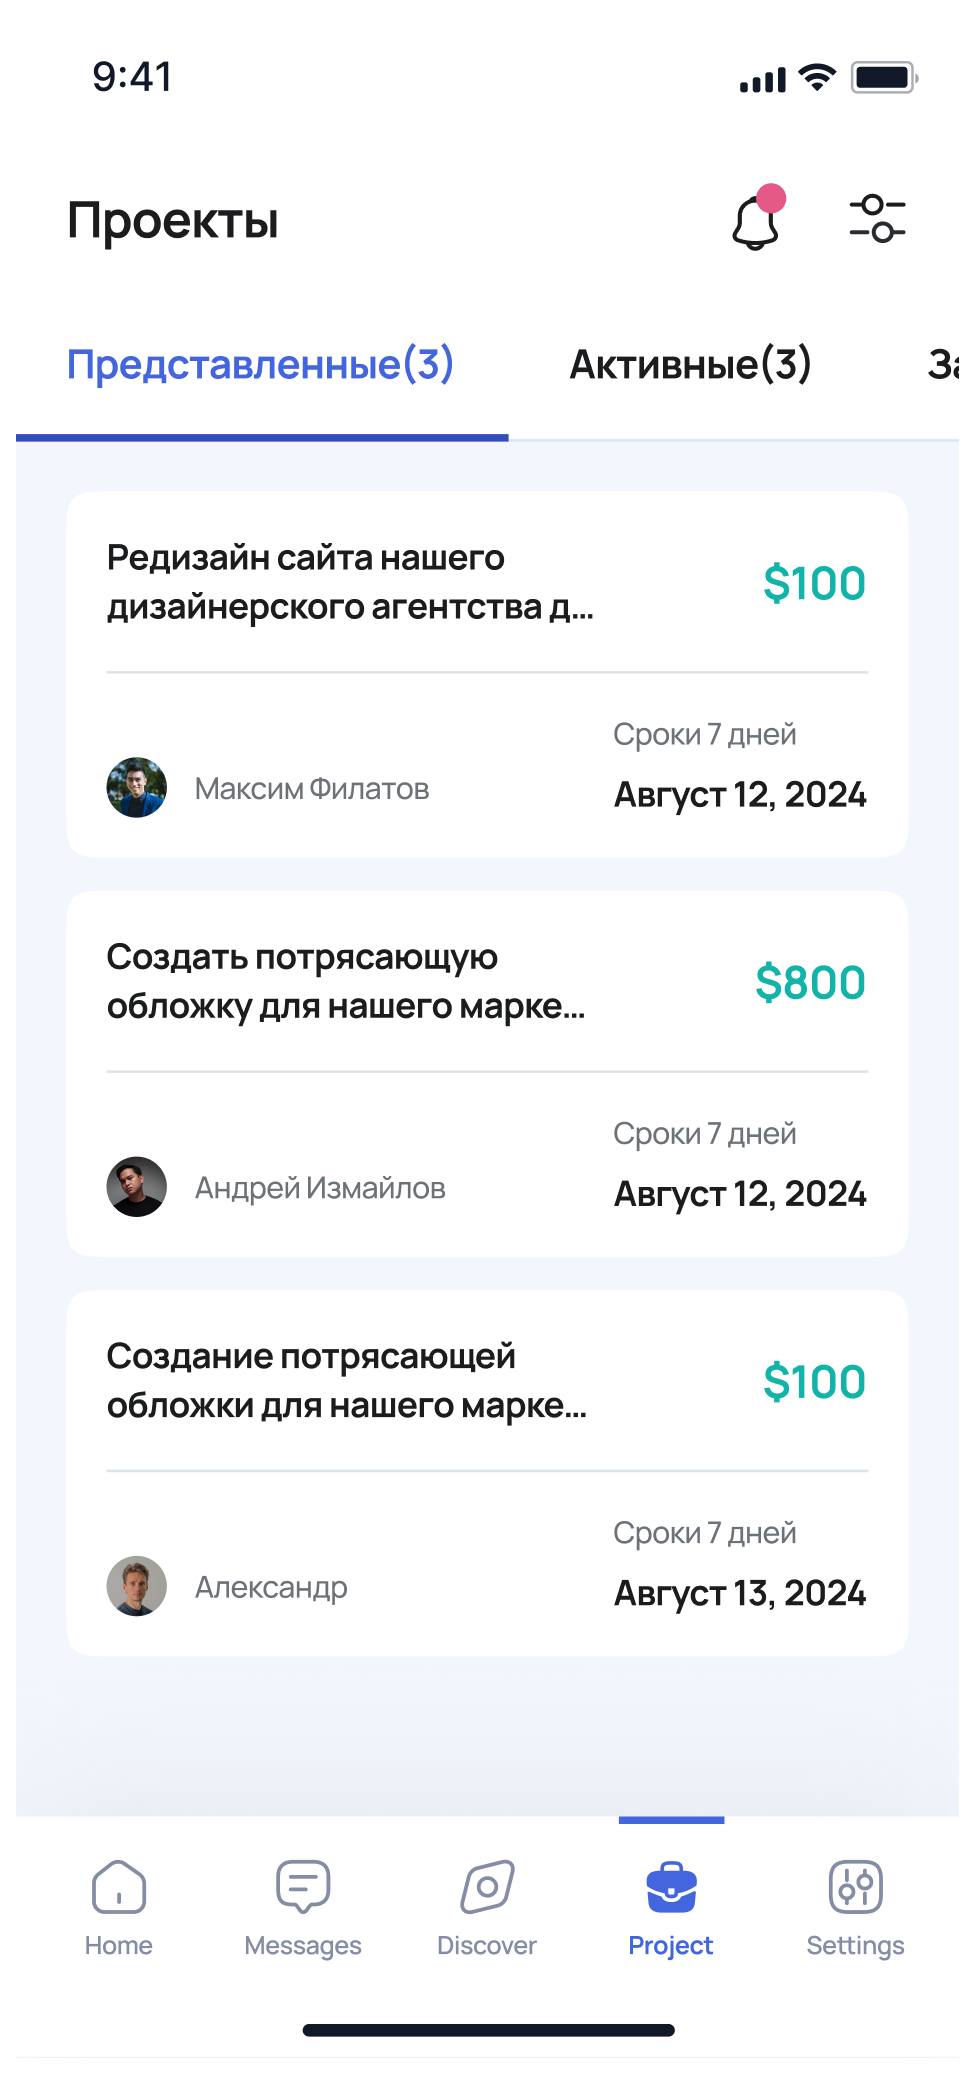 9:41
Проекты
Представленные(3) Активные(3) За
Редизайн сайта нашего
дизайнерского агентства д...
$100
Сроки 7 дней
Максим Филатов
Август 12, 2024
Создать потрясающую
обложку для нашего марке...
$800
Сроки 7 дней
Андрей Измайлов
Август 12, 2024
Создание потрясающей
обложки для нашего марке...
$100
Сроки 7 дней
Александр
Август 13, 2024
Home Messages Discover Project Settings